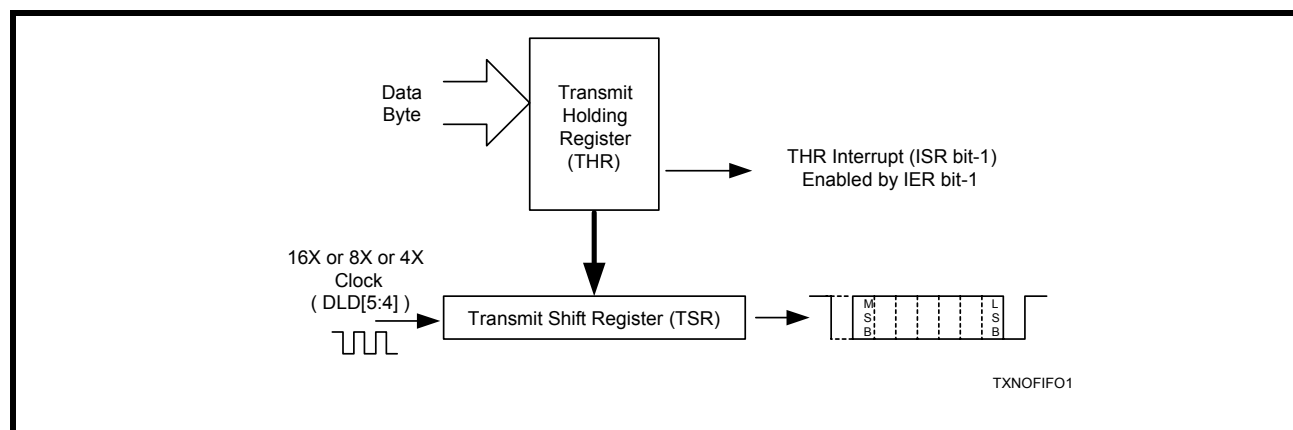 Data
Byte
Transmit
Holding
Register
(THR)
THR Interrupt (ISR bit-1)
Enabled by IER bit-1
16X or 8X or 4X
Clock
( DLD[5:4] )
Transmit Shift Register (TSR)
M
S
B
L
S
B
TXNOFIFO1